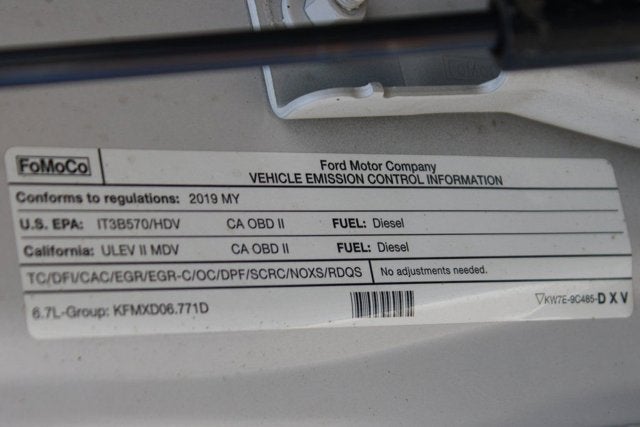 FoMoCo
Ford Motor Company
VEHICLE EMISSION CONTROL INFORMATION
Conforms to regulations: 2019 MY
U.S. EPA: IT3B570/HDV CA OBD II FUEL: Diesel
California: ULEV II MDV CA OBD II FUEL: Diesel
TC/DFI/CAC/EGR/EGR-C/OC/DPF/SCRC/NOXS/RDQS No adjustments needed.
6.7L-Group: KFMXD06.771D
KW7E-9C485-DXV